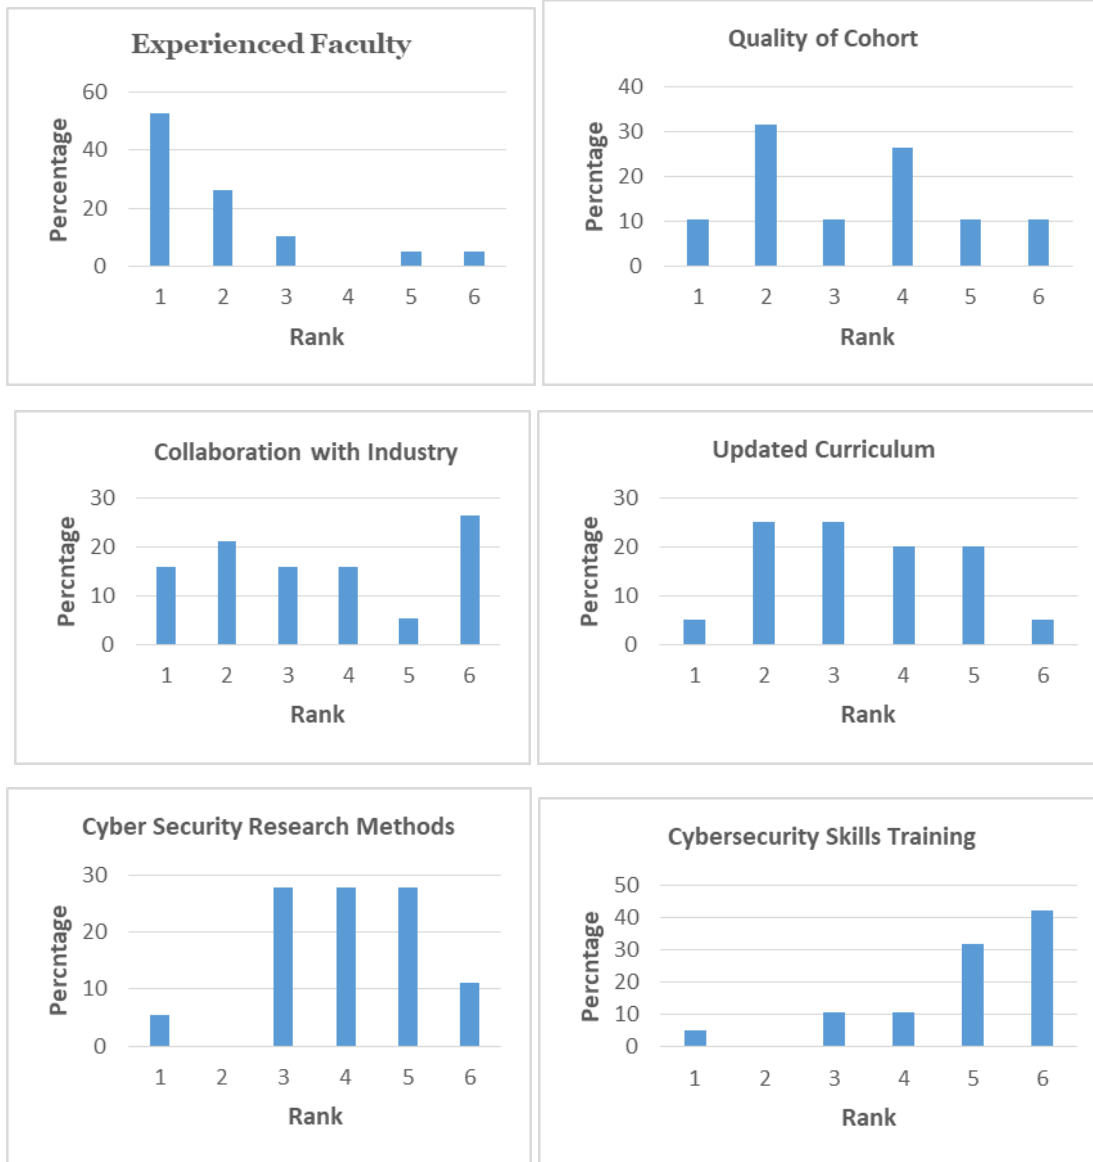 Experienced Faculty
60
40
20
0
Percentage
1 2 3 4 5 6
Rank
Quality of Cohort
40
30
20
10
0
Percntage
1 2 3 4 5 6
Rank
Collaboration with Industry
30
20
10
0
Percntage
1 2 3 4 5 6
Rank
Updated Curriculum
30
20
10
0
Percntage
1 2 3 4 5 6
Rank
Cyber Security Research Methods
30
20
10
0
Percntage
1 2 3 4 5 6
Rank
Cybersecurity Skills Training
50
40
30
20
10
0
Percntage
1 2 3 4 5 6
Rank